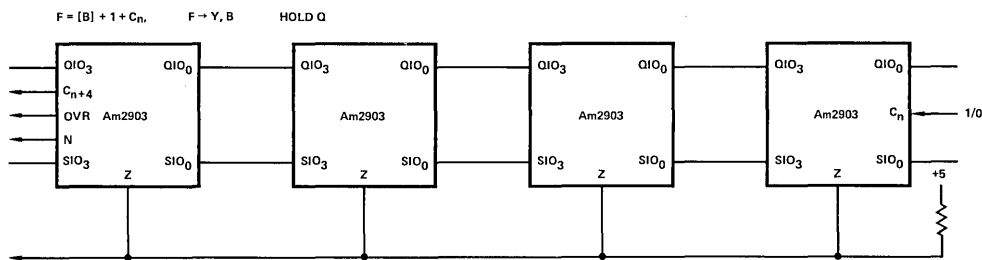 F = [B] + 1 + Cn, F → Y, B HOLD Q
QIO3 QIO0 QIO3 QIO0 QIO3 QIO0 QIO3 QIO0
Cn+4
OVR Am2903 Am2903 Am2903 Am2903 Cn 1/0
N
SIO3 SIO0 SIO3 SIO0 SIO3 SIO0 SIO3 SIO0
Z Z Z Z +5